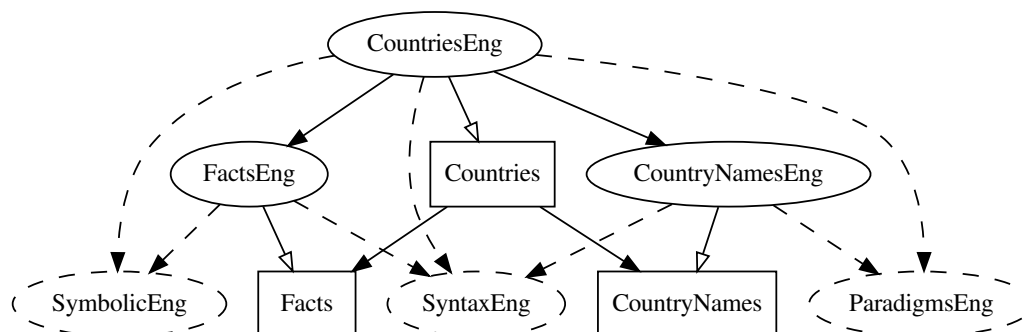 CountriesEng
FactsEng
Countries
CountryNamesEng
SymbolicEng
Facts
SyntaxEng
CountryNames
ParadigmsEng